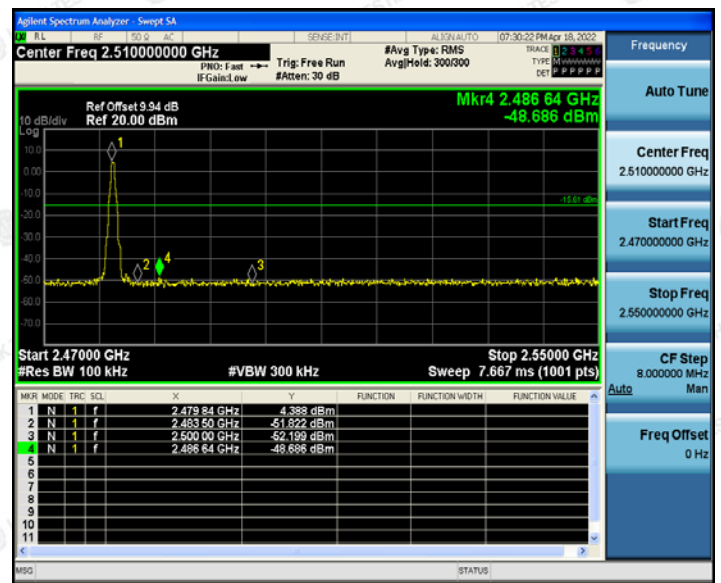 Agilent Spectrum Analyzer - Swept SA
RL RF 50 Ω AC SENSE:INT ALIGN AUTO 07:30:22 PM Apr 18, 2022
Center Freq 2.510000000 GHz #Avg Type: RMS TRACE 1 2 3 4 5 6
PNO: Fast Trig: Free Run Avg|Hold: 300/300 TYPE M
IFGain:Low #Atten: 30 dB DET P P P P P P
Mkr4 2.486 64 GHz
-48.686 dBm
Ref Offset 9.94 dB
10 dB/div Ref 20.00 dBm
Log
10.0
0.00
-10.0
-15.61 dBm
-20.0
-30.0
-40.0
-50.0
-60.0
-70.0
1
2
4
3
Start 2.47000 GHz Stop 2.55000 GHz
#Res BW 100 kHz #VBW 300 kHz Sweep 7.667 ms (1001 pts)
MKR MODE TRC SCL X Y FUNCTION FUNCTION WIDTH FUNCTION VALUE
1 N 1 f 2.479 84 GHz 4.388 dBm
2 N 1 f 2.483 50 GHz -51.822 dBm
3 N 1 f 2.500 00 GHz -52.199 dBm
4 N 1 f 2.486 64 GHz -48.686 dBm
5
6
7
8
9
10
11
MSG STATUS
Frequency
Auto Tune
Center Freq
2.510000000 GHz
Start Freq
2.470000000 GHz
Stop Freq
2.550000000 GHz
CF Step
8.000000 MHz
Auto Man
Freq Offset
0 Hz